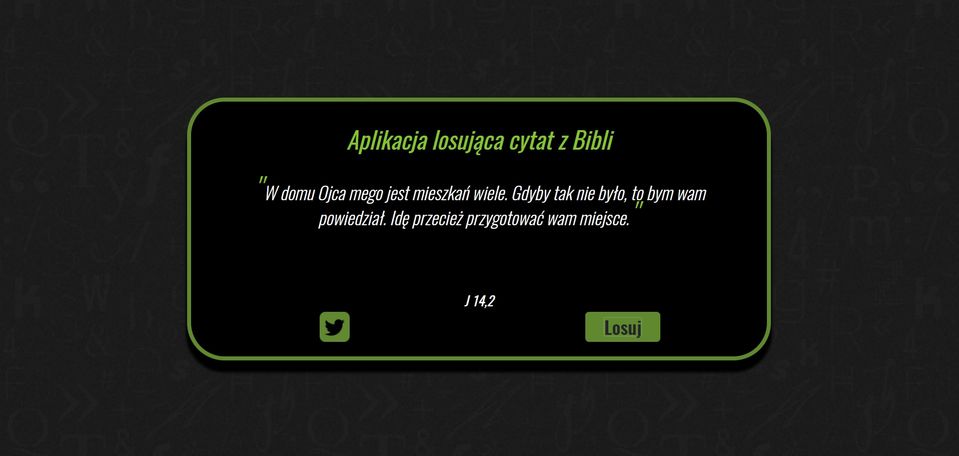 Aplikacja losująca cytat z Bibli
"W domu Ojca mego jest mieszkań wiele. Gdyby tak nie było, to bym wam
powiedział. Idę przecież przygotować wam miejsce."
J 14,2
Losuj